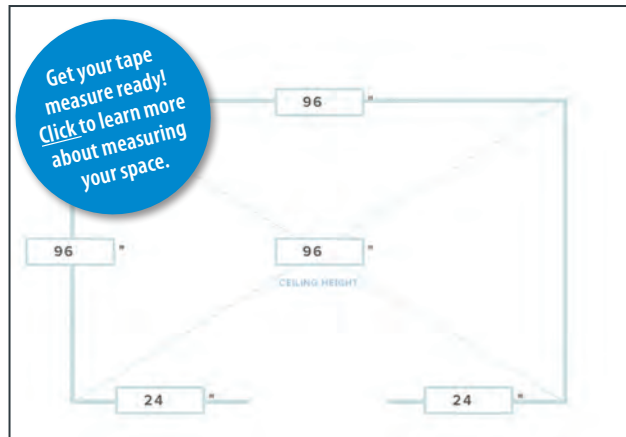 Get your tape
measure ready!
Click to learn more
about measuring
your space.
96 "
96 "
96 "
CEILING HEIGHT
24 "
24 "